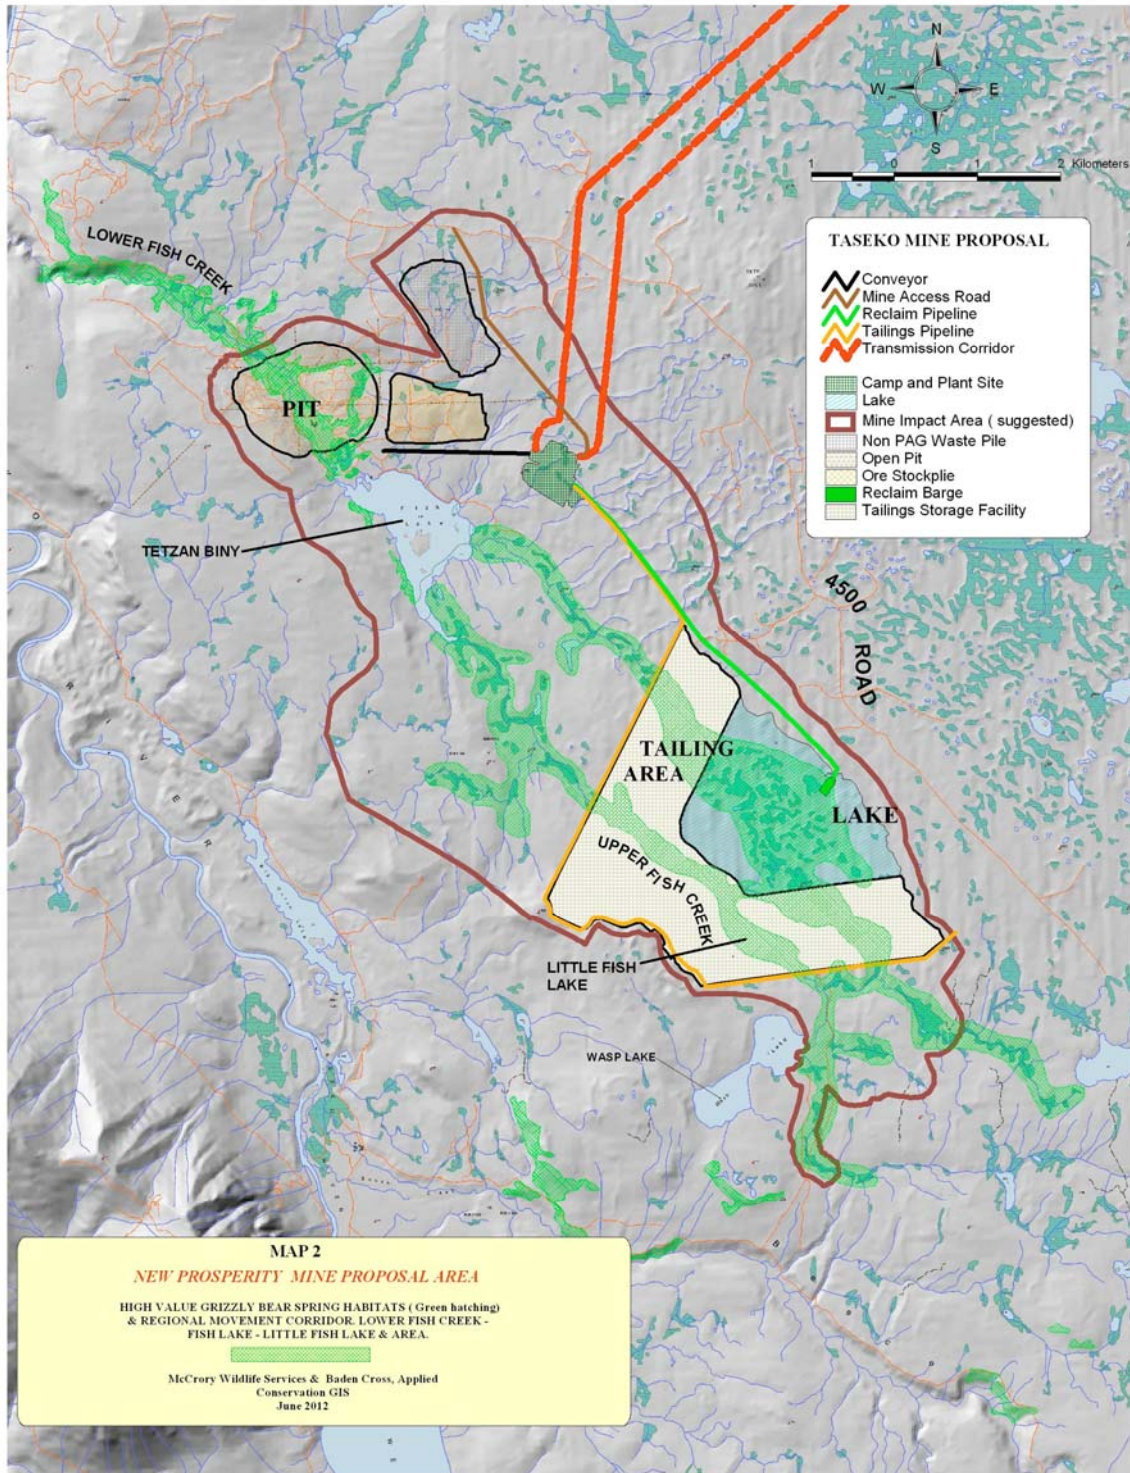 N
W
E
S
1 0 1 2 Kilometers
LOWER FISH CREEK
TASEKO MINE PROPOSAL
Conveyor
Mine Access Road
Reclaim Pipeline
Tailings Pipeline
Transmission Corridor
Camp and Plant Site
Lake
Mine Impact Area ( suggested)
Non PAG Waste Pile
Open Pit
Ore Stockplie
Reclaim Barge
Tailings Storage Facility
PIT
TETZAN BINY
4500
ROAD
TAILING
AREA
LAKE
UPPER FISH CREEK
LITTLE FISH
LAKE
WASP LAKE
MAP 2
NEW PROSPERITY MINE PROPOSAL AREA
HIGH VALUE GRIZZLY BEAR SPRING HABITATS ( Green hatching)
& REGIONAL MOVEMENT CORRIDOR. LOWER FISH CREEK -
FISH LAKE - LITTLE FISH LAKE & AREA.
McCrory Wildlife Services & Baden Cross, Applied
Conservation GIS
June 2012